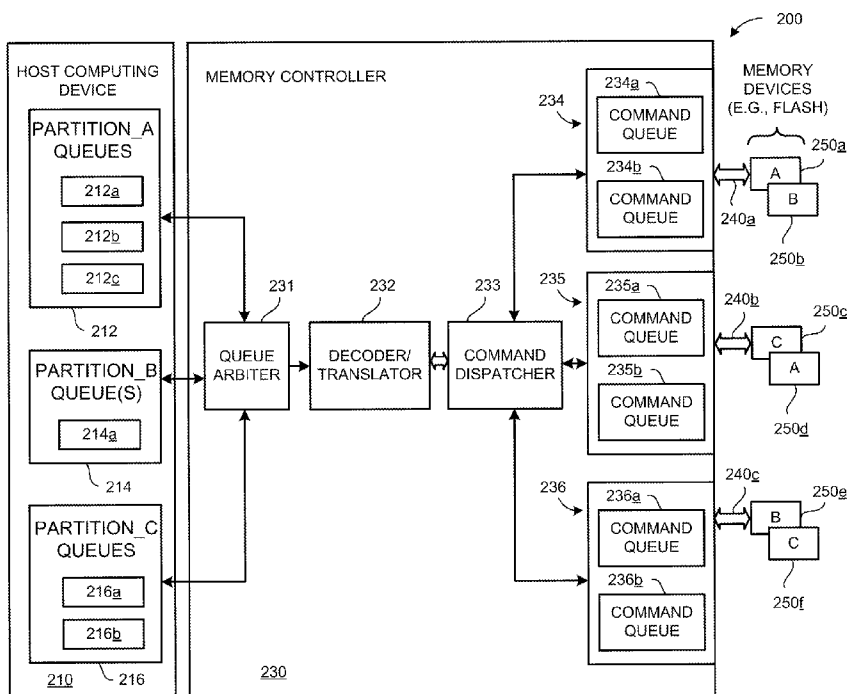 200
HOST COMPUTING
DEVICE
PARTITION_A
QUEUES
212a
212b
212c
212
PARTITION_B
QUEUE(S)
214a
214
PARTITION_C
QUEUES
216a
216b
210
216
MEMORY CONTROLLER
231
QUEUE
ARBITER
232
DECODER/
TRANSLATOR
233
COMMAND
DISPATCHER
230
234
234a
COMMAND
QUEUE
234b
COMMAND
QUEUE
235
235a
COMMAND
QUEUE
235b
COMMAND
QUEUE
236
236a
COMMAND
QUEUE
236b
COMMAND
QUEUE
MEMORY
DEVICES
(E.G., FLASH)
250a
A
B
240a
250b
240b
250c
C
A
250d
240c
250e
B
C
250f